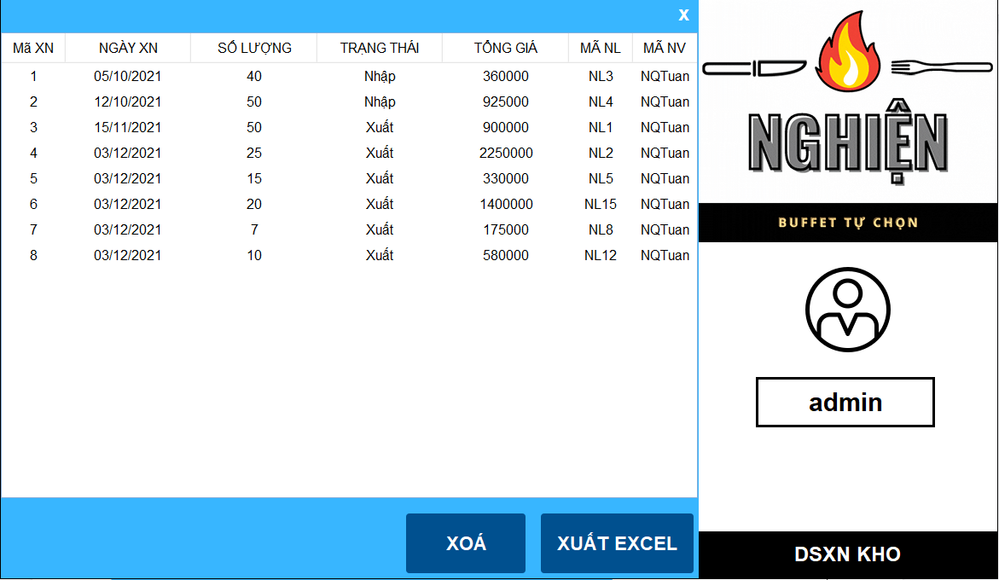 X
Mã XN NGÀY XN SỐ LƯỢNG TRẠNG THÁI TỔNG GIÁ MÃ NL MÃ NV
1 05/10/2021 40 Nhập 360000 NL3 NQTuan
2 12/10/2021 50 Nhập 925000 NL4 NQTuan
3 15/11/2021 50 Xuất 900000 NL1 NQTuan
4 03/12/2021 25 Xuất 2250000 NL2 NQTuan
5 03/12/2021 15 Xuất 330000 NL5 NQTuan
6 03/12/2021 20 Xuất 1400000 NL15 NQTuan
7 03/12/2021 7 Xuất 175000 NL8 NQTuan
8 03/12/2021 10 Xuất 580000 NL12 NQTuan
XOÁ XUẤT EXCEL
NGHIỆN
BUFFET TỰ CHỌN
admin
DSXN KHO